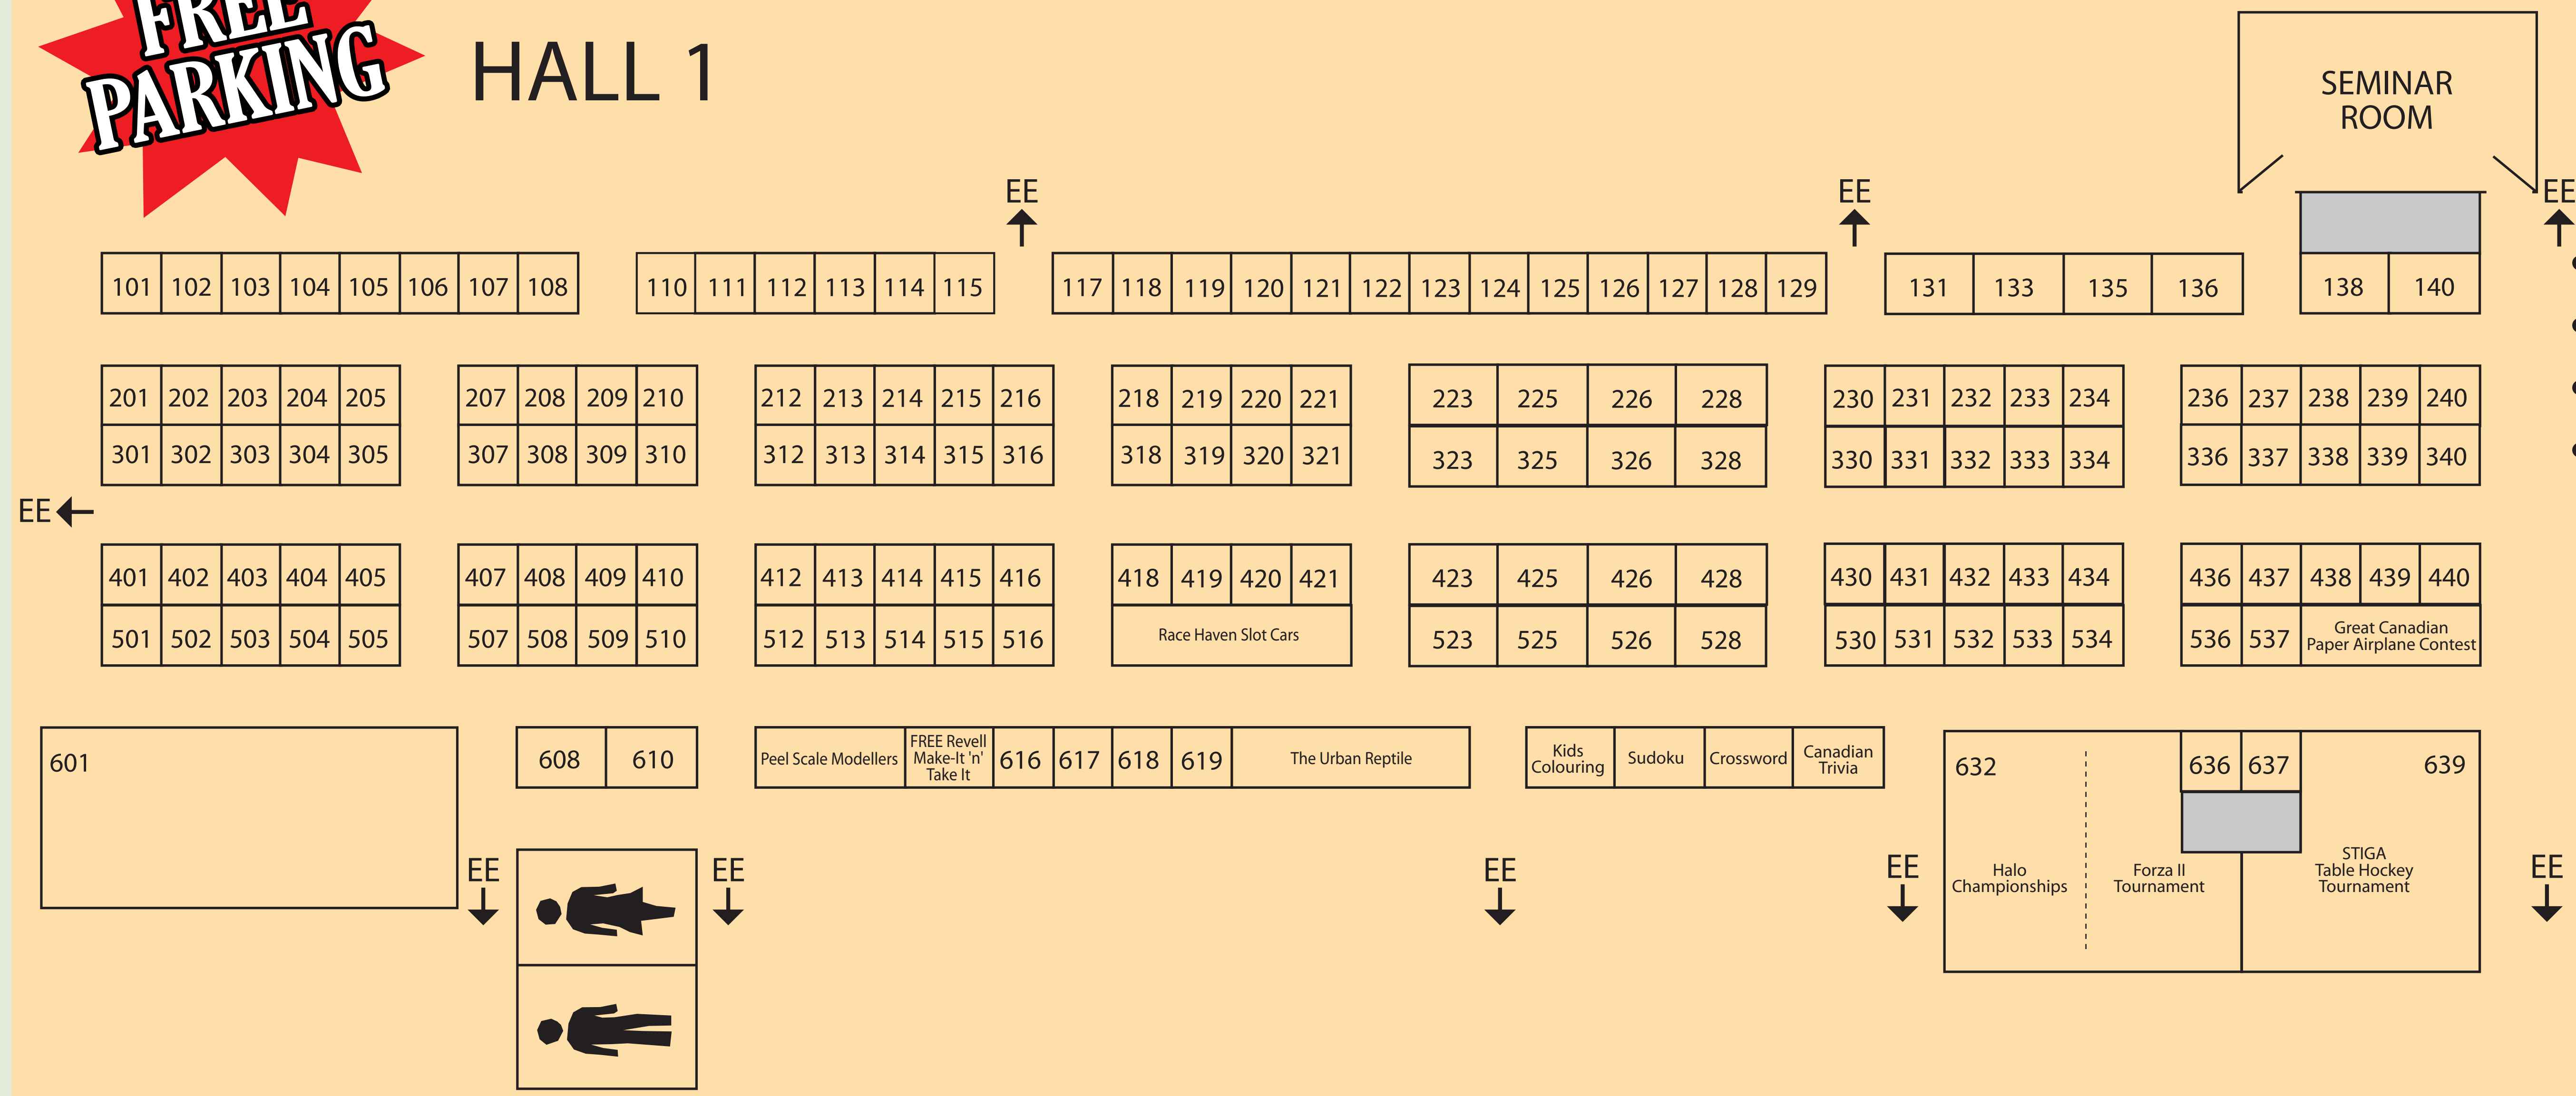 FREE
PARKING
HALL 1
SEMINAR
ROOM
EE EE EE
101 102 103 104 105 106 107 108 110 111 112 113 114 115 117 118 119 120 121 122 123 124 125 126 127 128 129 131 133 135 136 138 140
201 202 203 204 205 207 208 209 210 212 213 214 215 216 218 219 220 221 223 225 226 228 230 231 232 233 234 236 237 238 239 240
301 302 303 304 305 307 308 309 310 312 313 314 315 316 318 319 320 321 323 325 326 328 330 331 332 333 334 336 337 338 339 340
EE
401 402 403 404 405 407 408 409 410 412 413 414 415 416 418 419 420 421 423 425 426 428 430 431 432 433 434 436 437 438 439 440
501 502 503 504 505 507 508 509 510 512 513 514 515 516 Race Haven Slot Cars 523 525 526 528 530 531 532 533 534 536 537
Great Canadian
Paper Airplane Contest
601
608 610
Peel Scale Modellers
FREE Revell
Make-It 'n'
Take It
616 617 618 619 The Urban Reptile
Kids
Colouring
Sudoku
Crossword
Canadian
Trivia
632 636 637 639
Halo
Championships
Forza II
Tournament
STIGA
Table Hockey
Tournament
EE EE EE EE EE